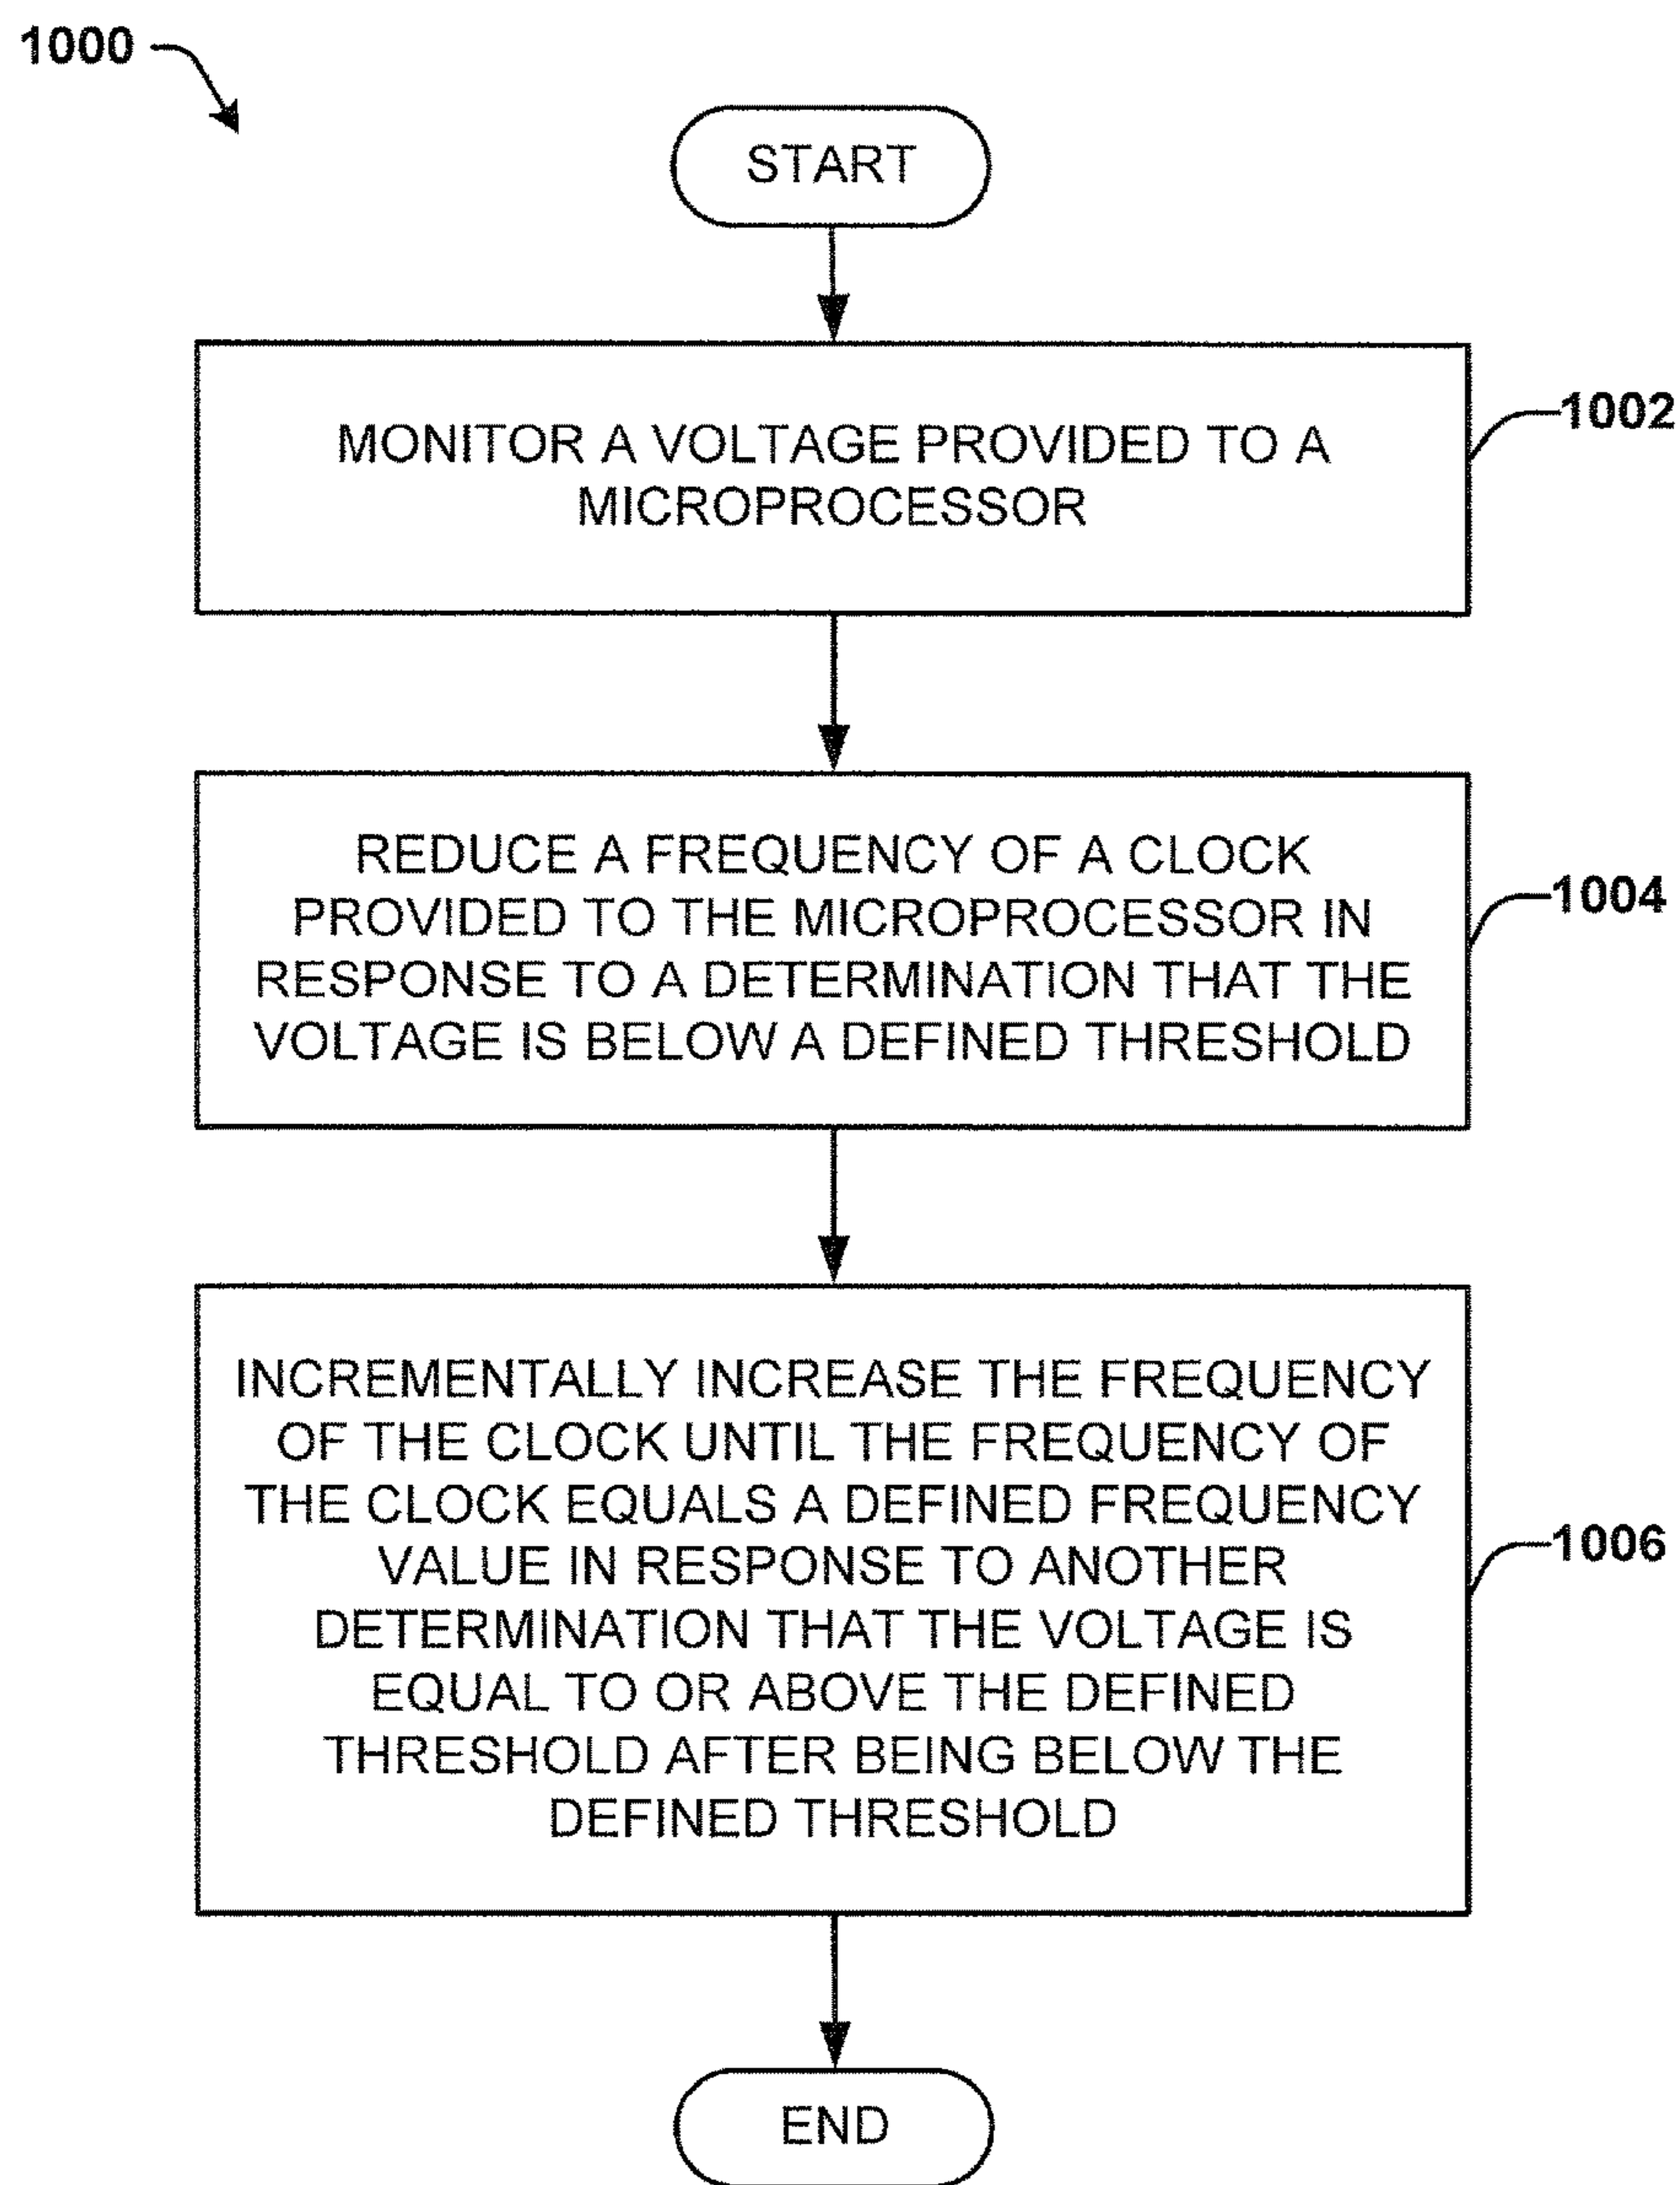 1000
START
MONITOR A VOLTAGE PROVIDED TO A
MICROPROCESSOR
1002
REDUCE A FREQUENCY OF A CLOCK
PROVIDED TO THE MICROPROCESSOR IN
RESPONSE TO A DETERMINATION THAT THE
VOLTAGE IS BELOW A DEFINED THRESHOLD
1004
INCREMENTALLY INCREASE THE FREQUENCY
OF THE CLOCK UNTIL THE FREQUENCY OF
THE CLOCK EQUALS A DEFINED FREQUENCY
VALUE IN RESPONSE TO ANOTHER
DETERMINATION THAT THE VOLTAGE IS
EQUAL TO OR ABOVE THE DEFINED
THRESHOLD AFTER BEING BELOW THE
DEFINED THRESHOLD
1006
END